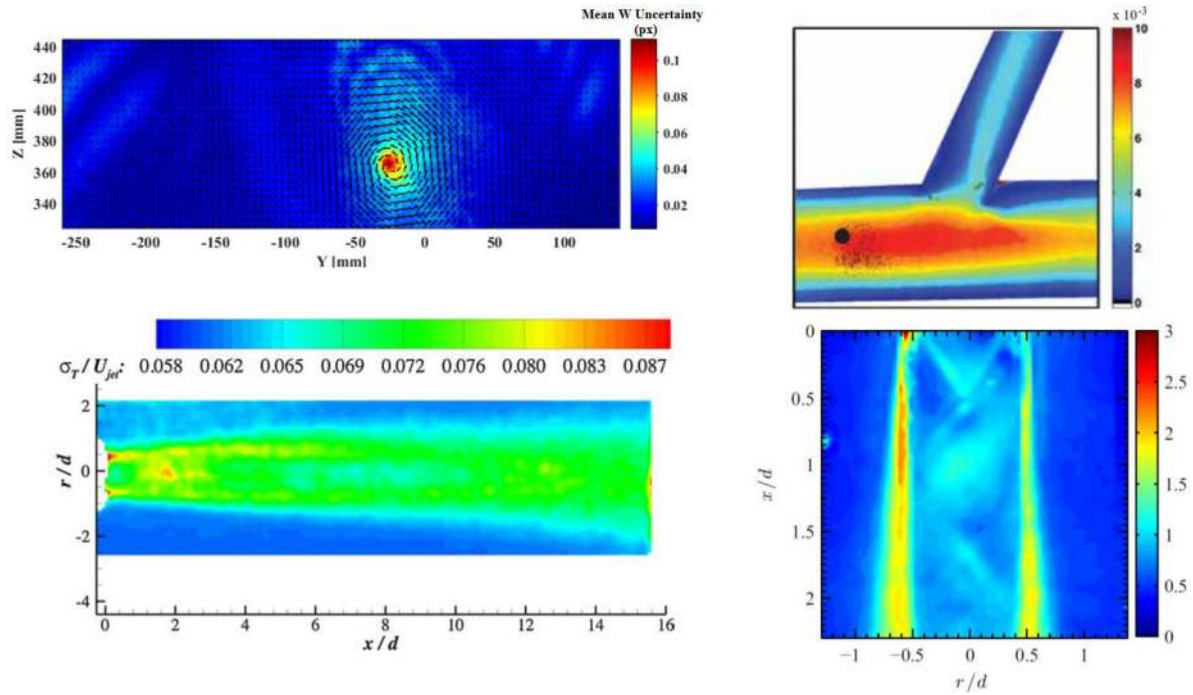 Mean W Uncertainty
(px)
440
420
400
380
360
340
Z [mm]
-250 -200 -150 -100 -50 0 50 100
Y [mm]
0.1
0.08
0.06
0.04
0.02
x 10⁻³
10
8
6
4
2
0
σT / Ujet: 0.058 0.062 0.065 0.069 0.072 0.076 0.080 0.083 0.087
2
0
-2
-4
r / d
0 2 4 6 8 10 12 14 16
x / d
0
0.5
1
1.5
2
x / d
−1 −0.5 0 0.5 1
r / d
3
2.5
2
1.5
1
0.5
0